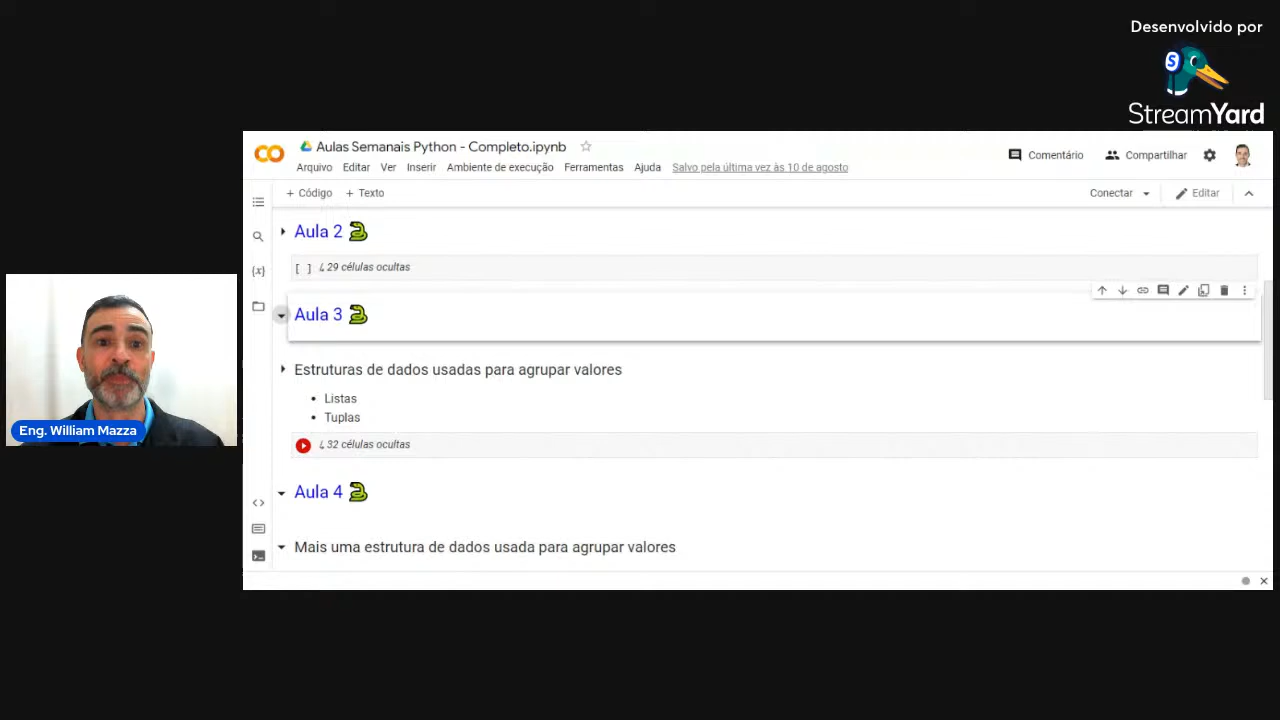 Desenvolvido por
StreamYard
Aulas Semanais Python - Completo.ipynb
Arquivo Editar Ver Inserir Ambiente de execução Ferramentas Ajuda Salvo pela última vez às 10 de agosto
Comentário Compartilhar
+ Código + Texto
Conectar Editar
Aula 2
[ ] ↳ 29 células ocultas
Aula 3
Estruturas de dados usadas para agrupar valores
• Listas
• Tuplas
↳ 32 células ocultas
Aula 4
Mais uma estrutura de dados usada para agrupar valores
Eng. William Mazza